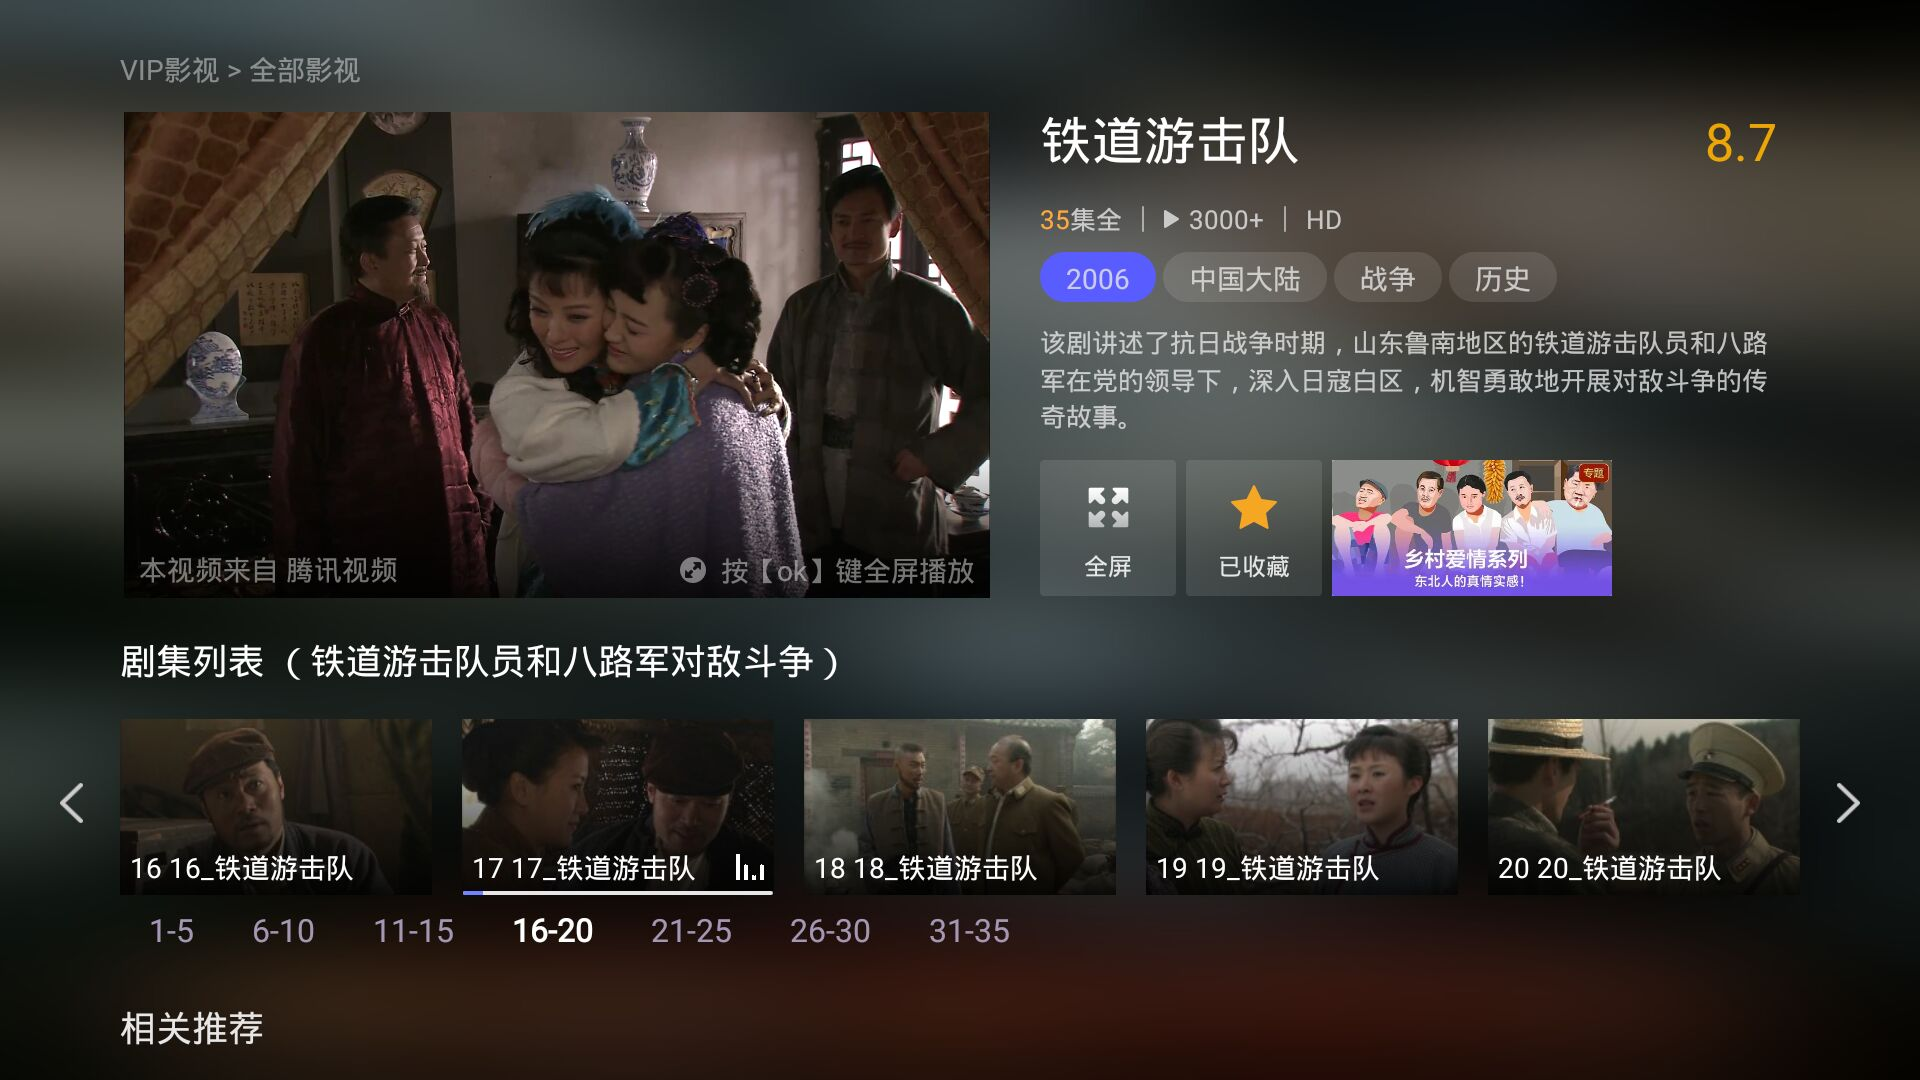 VIP影视 > 全部影视
铁道游击队
8.7
35集全 | ▶ 3000+ | HD
2006 中国大陆 战争 历史
该剧讲述了抗日战争时期，山东鲁南地区的铁道游击队员和八路
军在党的领导下，深入日寇白区，机智勇敢地开展对敌斗争的传
奇故事。
本视频来自 腾讯视频
按【ok】键全屏播放
全屏
已收藏
专题
乡村爱情系列
东北人的真情实感!
剧集列表 （铁道游击队员和八路军对敌斗争）
16 16_铁道游击队
17 17_铁道游击队
18 18_铁道游击队
19 19_铁道游击队
20 20_铁道游击队
1-5 6-10 11-15 16-20 21-25 26-30 31-35
相关推荐